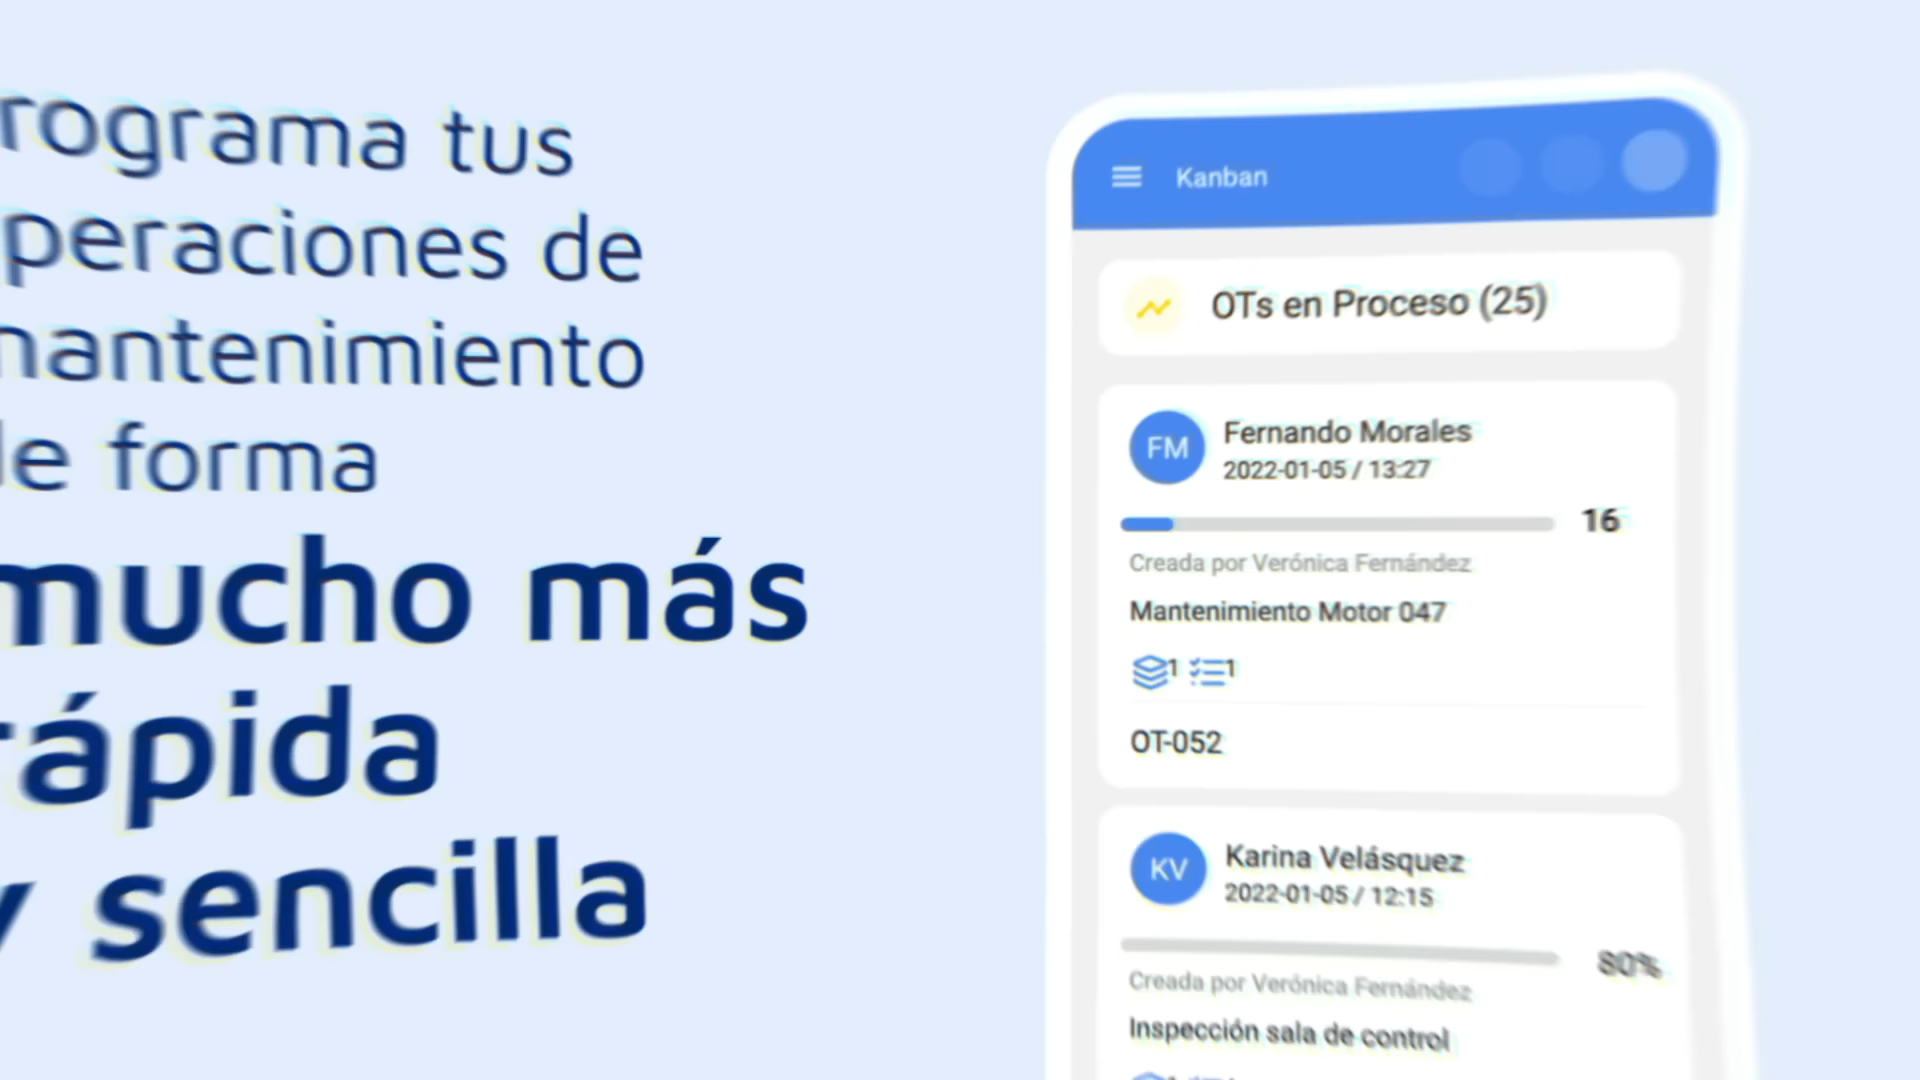 rograma tus
peraciones de
mantenimiento
de forma
mucho más
rápida
y sencilla
Kanban
OTs en Proceso (25)
FM
Fernando Morales
2022-01-05 / 13:27
16
Creada por Verónica Fernández
Mantenimiento Motor 047
1 1
OT-052
KV
Karina Velásquez
2022-01-05 / 12:15
80%
Creada por Verónica Fernández
Inspección sala de control